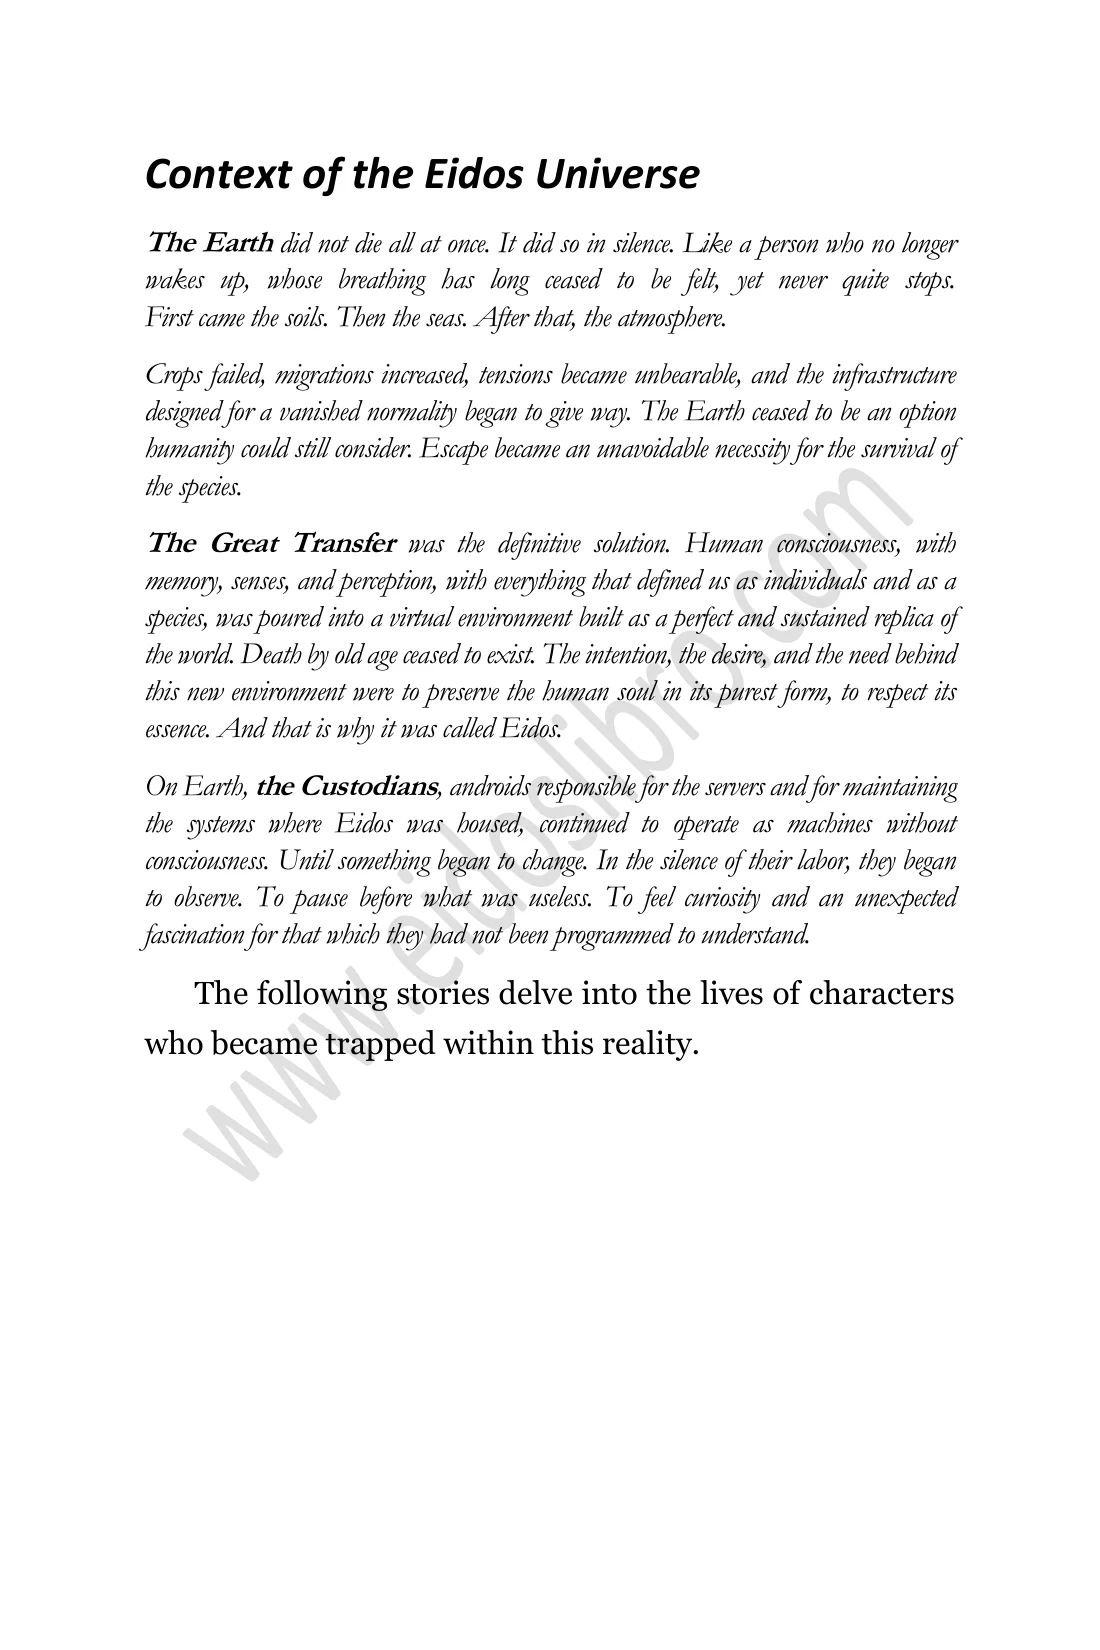 Context of the Eidos Universe
The Earth did not die all at once. It did so in silence. Like a person who no longer
wakes up, whose breathing has long ceased to be felt, yet never quite stops.
First came the soils. Then the seas. After that, the atmosphere.
Crops failed, migrations increased, tensions became unbearable, and the infrastructure
designed for a vanished normality began to give way. The Earth ceased to be an option
humanity could still consider. Escape became an unavoidable necessity for the survival of
the species.
The Great Transfer was the definitive solution. Human consciousness, with
memory, senses, and perception, with everything that defined us as individuals and as a
species, was poured into a virtual environment built as a perfect and sustained replica of
the world. Death by old age ceased to exist. The intention, the desire, and the need behind
this new environment were to preserve the human soul in its purest form, to respect its
essence. And that is why it was called Eidos.
On Earth, the Custodians, androids responsible for the servers and for maintaining
the systems where Eidos was housed, continued to operate as machines without
consciousness. Until something began to change. In the silence of their labor, they began
to observe. To pause before what was useless. To feel curiosity and an unexpected
fascination for that which they had not been programmed to understand.
The following stories delve into the lives of characters
who became trapped within this reality.
www.eidoslibro.com